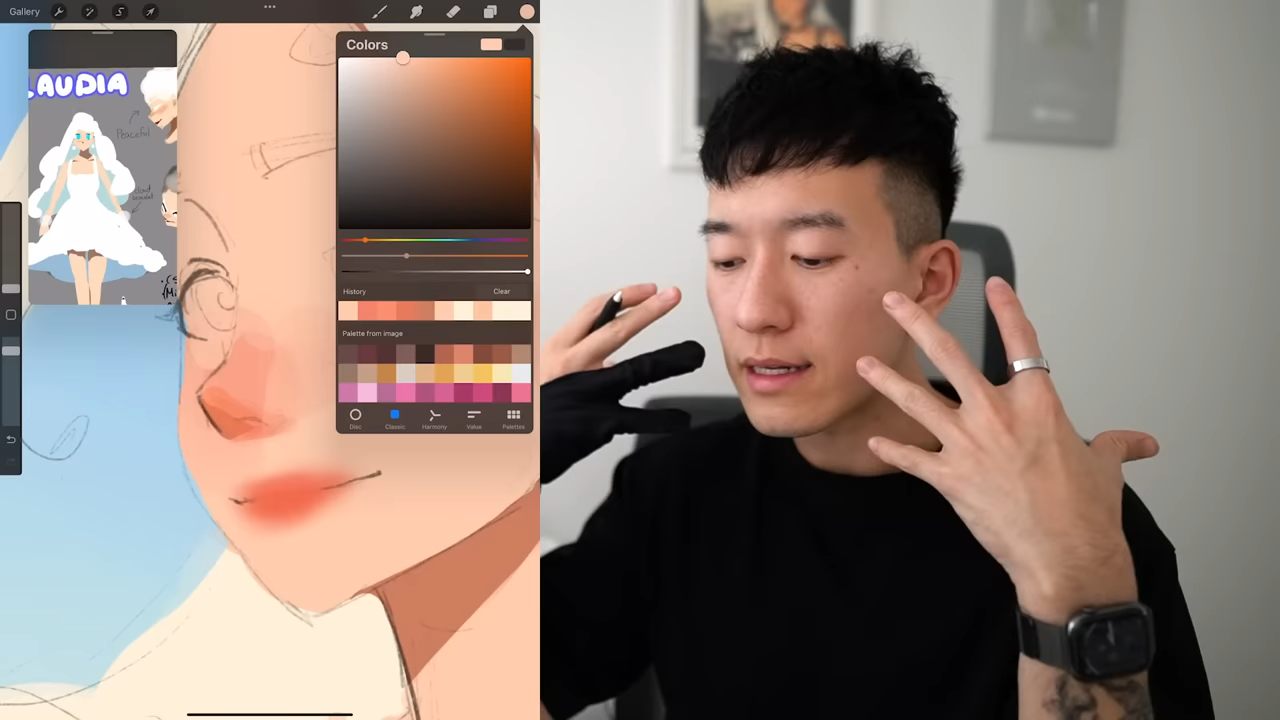 Gallery
LAUDIA
Peaceful
Colors
History
Clear
Palette from image
Disc
Classic
Harmony
Value
Palettes